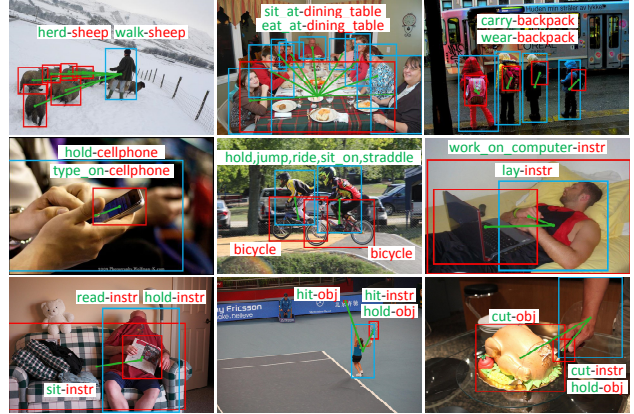 herd-sheep walk-sheep
sit_at-dining_table
eat_at-dining_table
carry-backpack
wear-backpack
hold-cellphone
type_on-cellphone
hold,jump,ride,sit_on,straddle
bicycle
bicycle
work_on_computer-instr
lay-instr
read-instr hold-instr
sit-instr
hit-obj
hit-instr
hold-obj
Ericsson
cut-obj
cut-instr
hold-obj